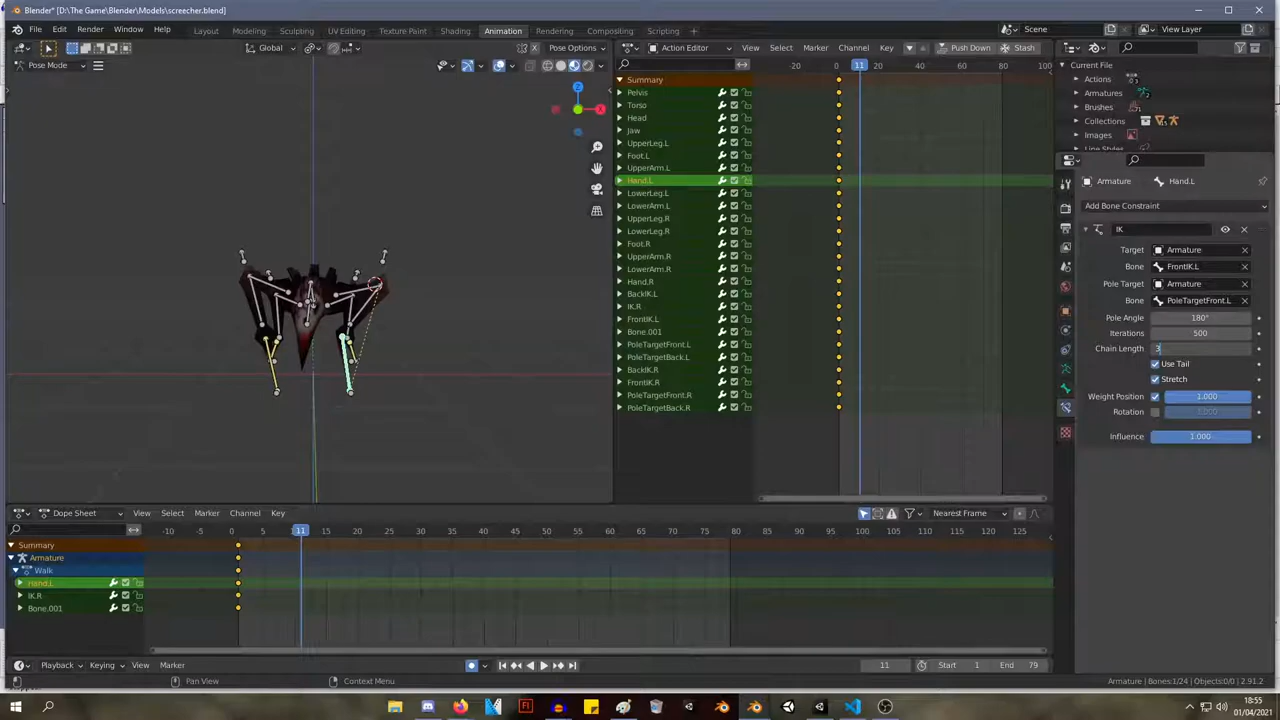 Blender* [D:\The Game\Blender\Models\screecher.blend]
File Edit Render Window Help Layout Modeling Sculpting UV Editing Texture Paint Shading Animation Rendering Compositing Scripting + Scene View Layer
Global Pose Options Action Editor View Select Marker Channel Key Push Down Stash
Pose Mode -20 0 11 20 40 60 80 100 Current File
Summary Actions
Pelvis Armatures
Torso Brushes
Head Collections
Jaw Images
UpperLeg.L Line Styles
Foot.L
UpperArm.L
Hand.L Armature Hand.L
LowerLeg.L
LowerArm.L Add Bone Constraint
UpperLeg.R
LowerLeg.R IK
Foot.R Target Armature
UpperArm.R
LowerArm.R Bone FrontIK.L
Hand.R Pole Target Armature
BackIK.L
IK.R Bone PoleTargetFront.L
FrontIK.L Pole Angle 180°
Bone.001 Iterations 500
PoleTargetFront.L Chain Length 3
PoleTargetBack.L Use Tail
BackIK.R Stretch
FrontIK.R
PoleTargetFront.R Weight Position 1.000
PoleTargetBack.R Rotation 1.000
Influence 1.000
Dope Sheet View Select Marker Channel Key Nearest Frame
-10 0 5 11 15 20 25 30 35 40 45 50 55 60 65 70 75 80 85 90 95 100 105 110 115 120 125
Summary
Armature
Walk
Hand.L
IK.R
Bone.001
Playback Keying View Marker 11 Start 1 End 79
Pan View Context Menu Armature | Bones:1/24 | Objects:0/0 | 2.91.2
18:55
01/04/2021